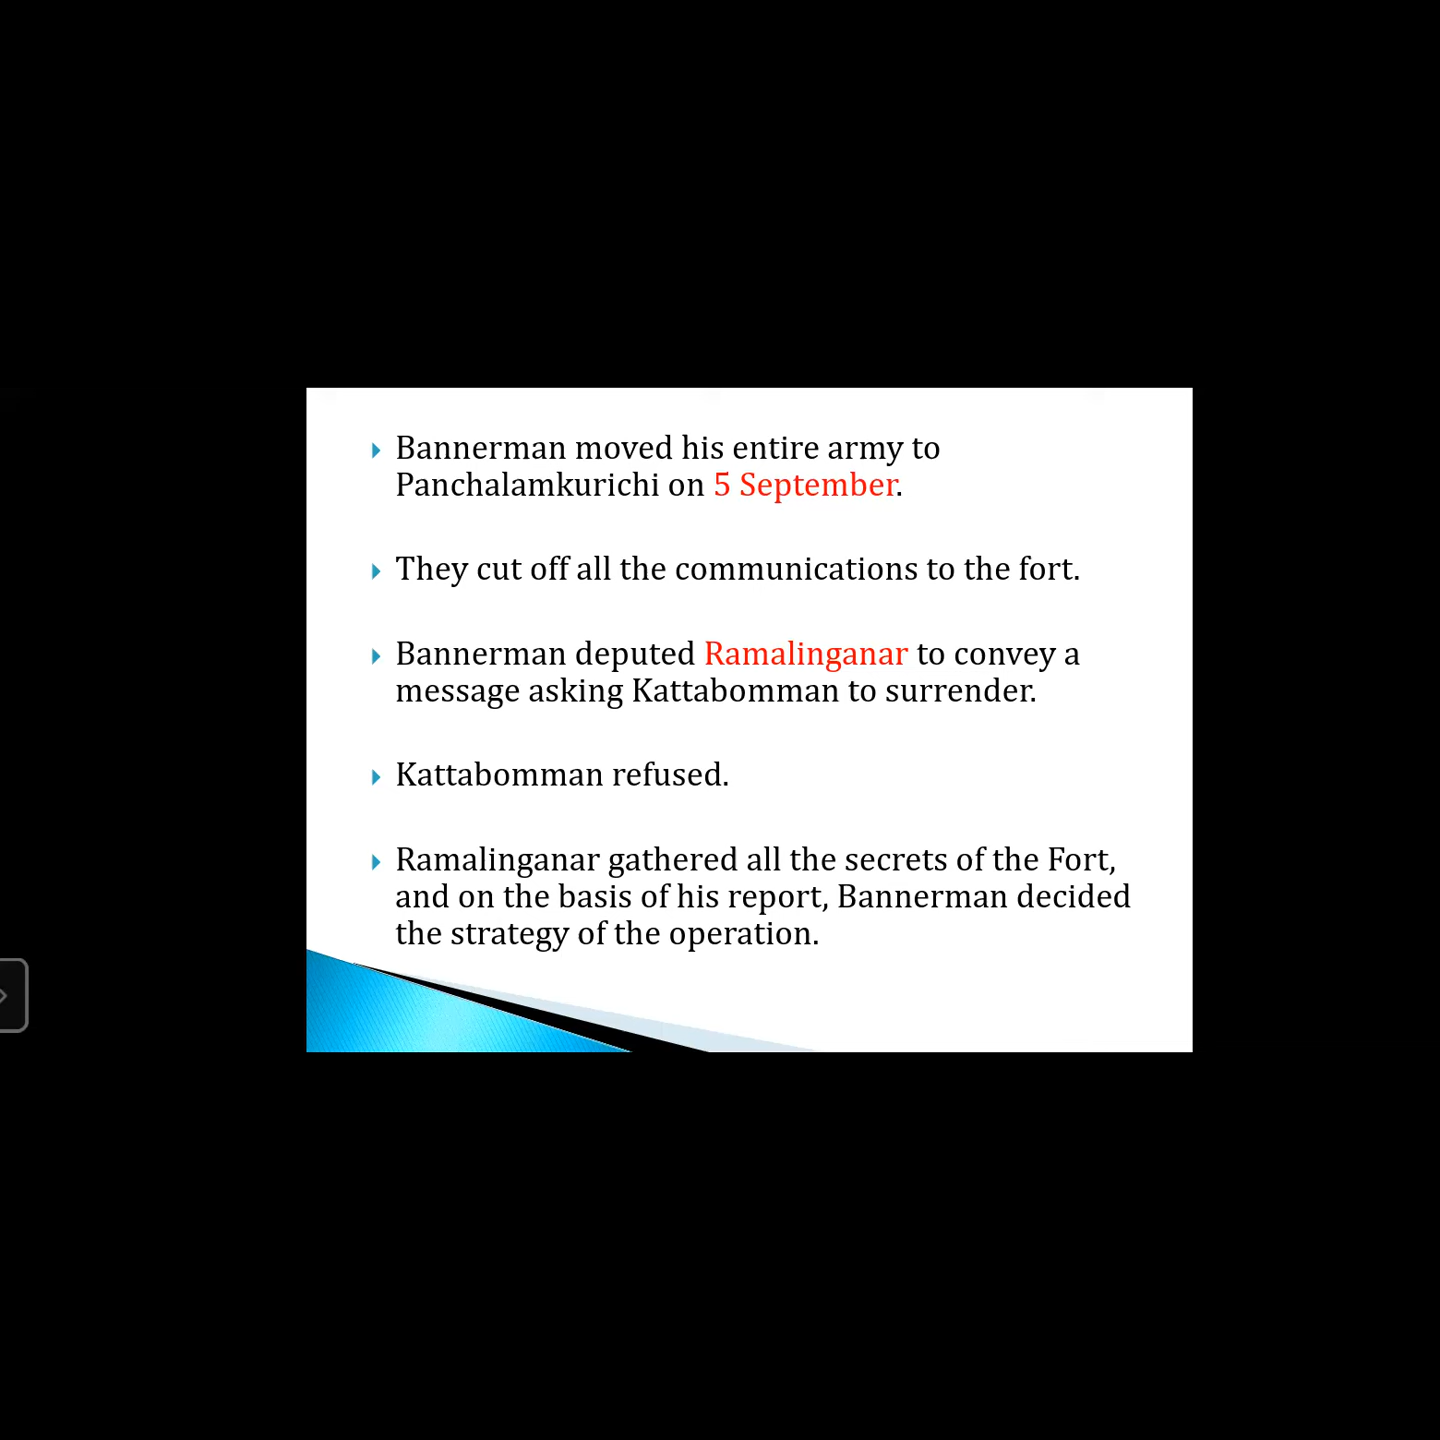 Bannerman moved his entire army to
Panchalamkurichi on 5 September.
They cut off all the communications to the fort.
Bannerman deputed Ramalinganar to convey a
message asking Kattabomman to surrender.
Kattabomman refused.
Ramalinganar gathered all the secrets of the Fort,
and on the basis of his report, Bannerman decided
the strategy of the operation.